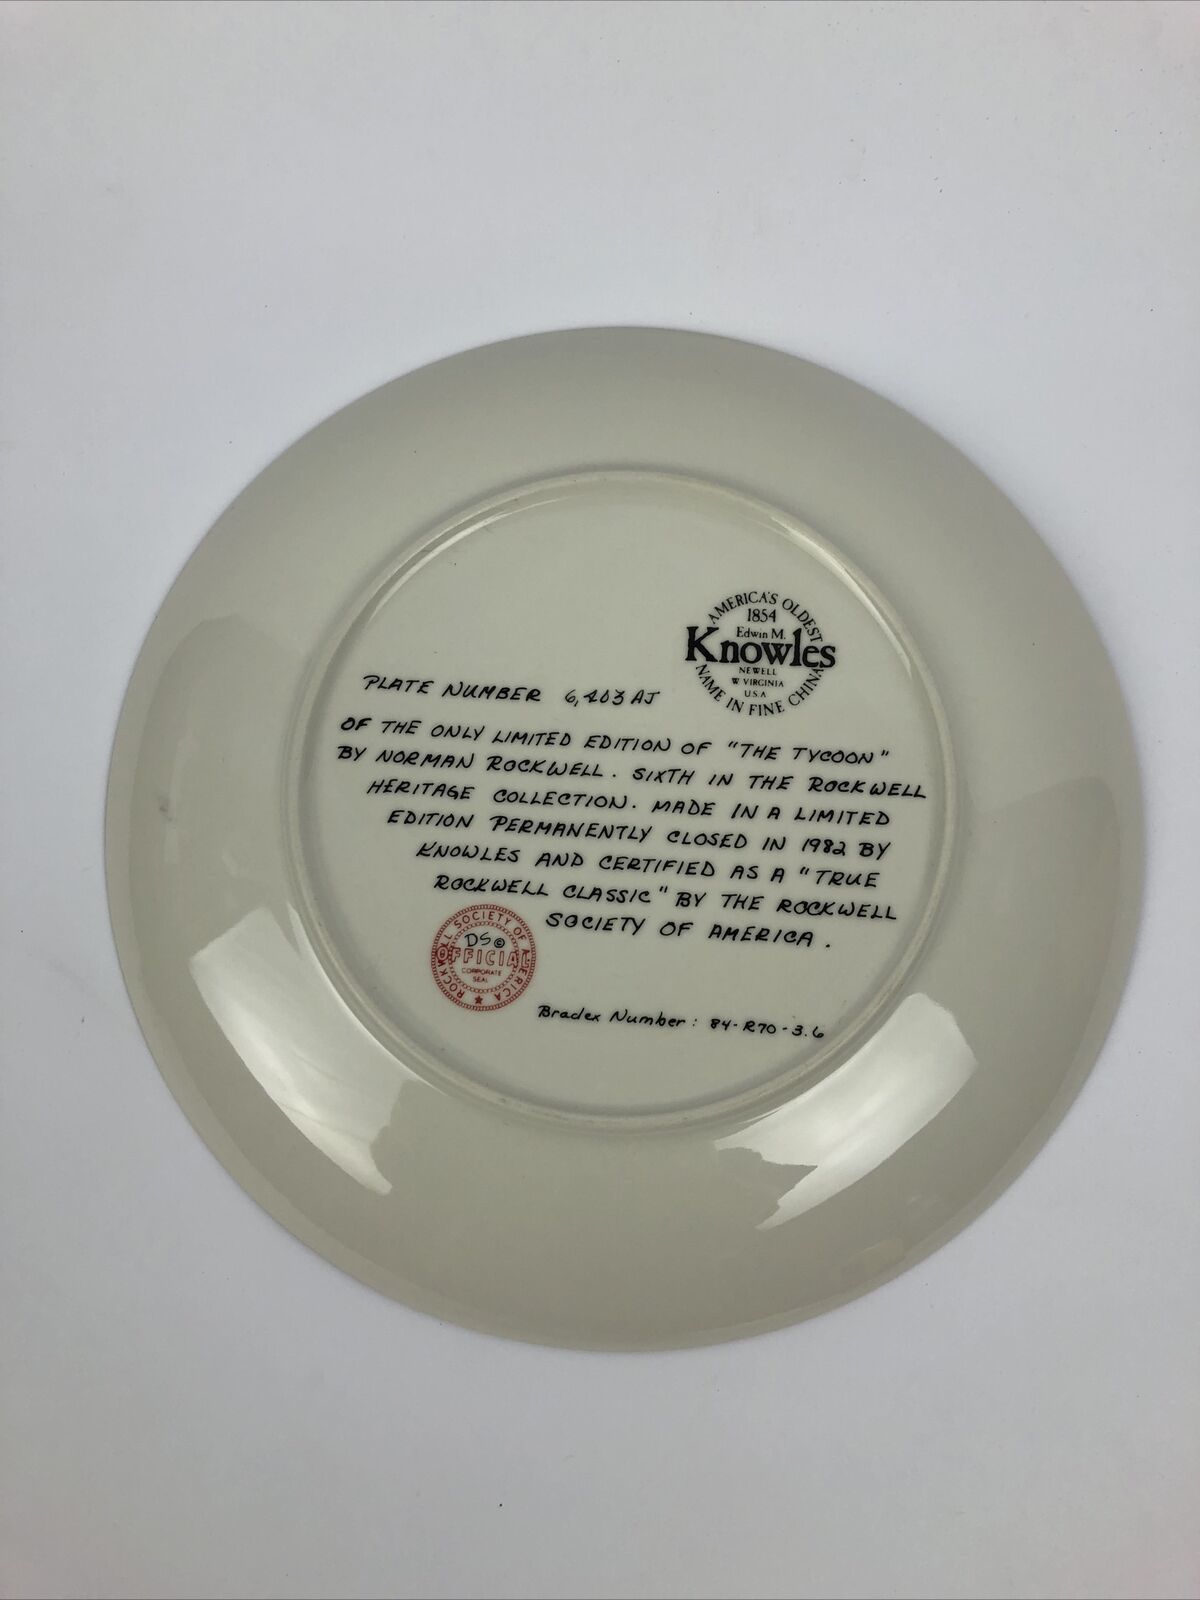 AMERICA'S OLDEST
1854
Edwin M.
Knowles
NEWELL
W VIRGINIA
U.S.A
NAME IN FINE CHINA
PLATE NUMBER 6,403 AJ
OF THE ONLY LIMITED EDITION OF "THE TYCOON"
BY NORMAN ROCKWELL. SIXTH IN THE ROCKWELL
HERITAGE COLLECTION. MADE IN A LIMITED
EDITION PERMANENTLY CLOSED IN 1982 BY
KNOWLES AND CERTIFIED AS A "TRUE
ROCKWELL CLASSIC" BY THE ROCKWELL
SOCIETY OF AMERICA.
ROCKWELL SOCIETY OF AMERICA
DS©
OFFICIAL
CORPORATE
SEAL
Bradex Number: 84-R70-3.6